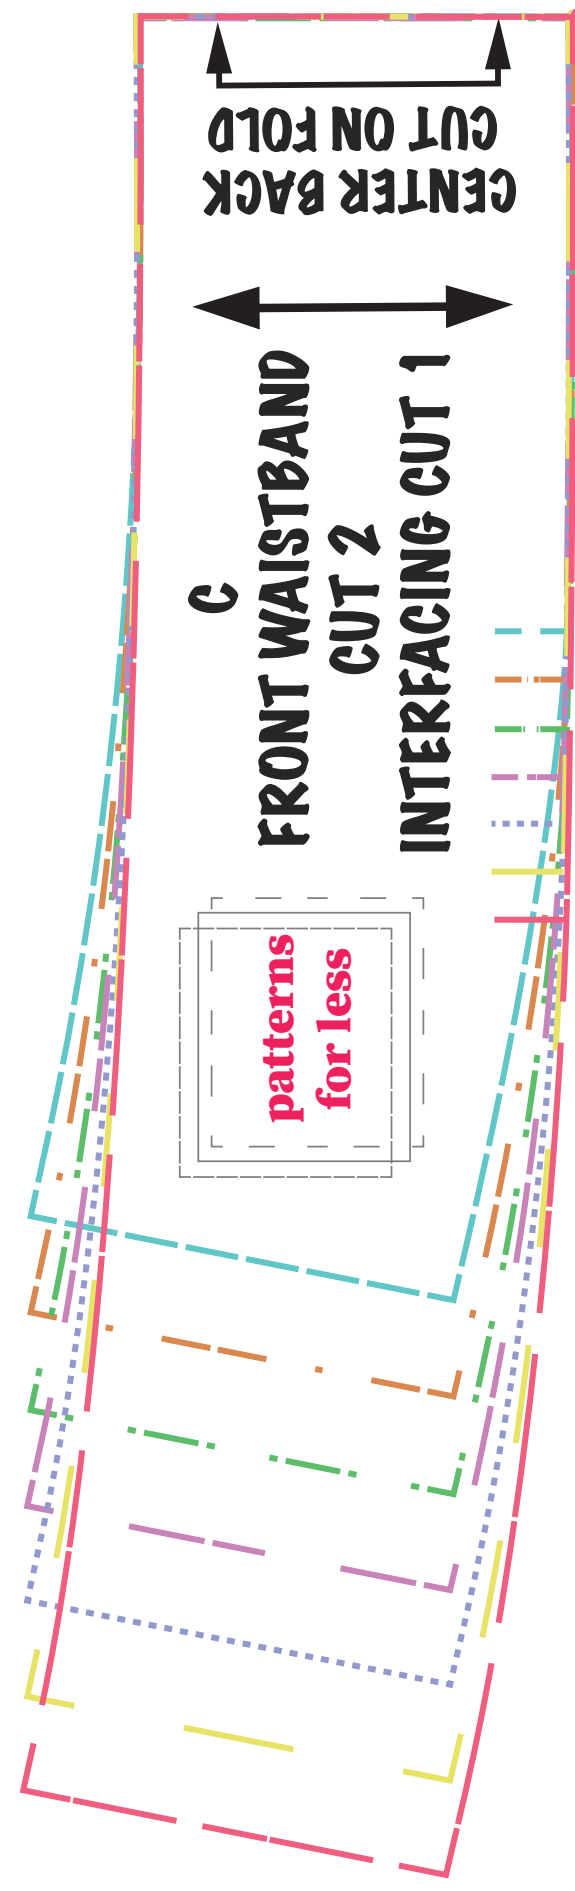 CENTER BACK
CUT ON FOLD
C
FRONT WAISTBAND
CUT 2
INTERFACING CUT 1
patterns
for less